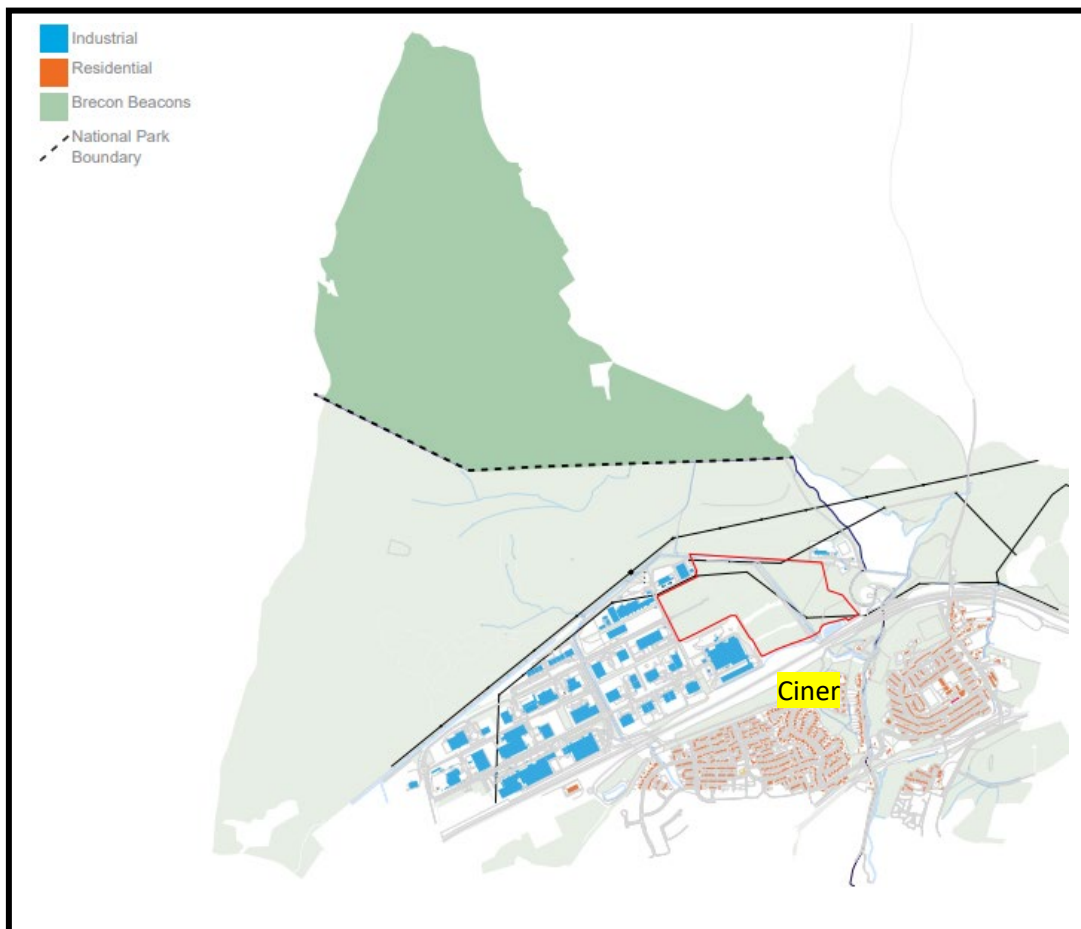 Industrial
Residential
Brecon Beacons
National Park
Boundary
Ciner